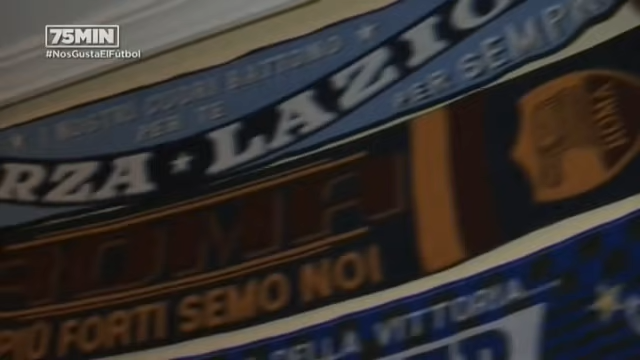 75MIN
#NosGustaElFútbol
I NOSTRI CUORI BATTONO
PER TE
PER SEMPRE
RZA ★ LAZIO
ROMA
PIÙ FORTI SEMO NOI
DELLA VITTORIA...